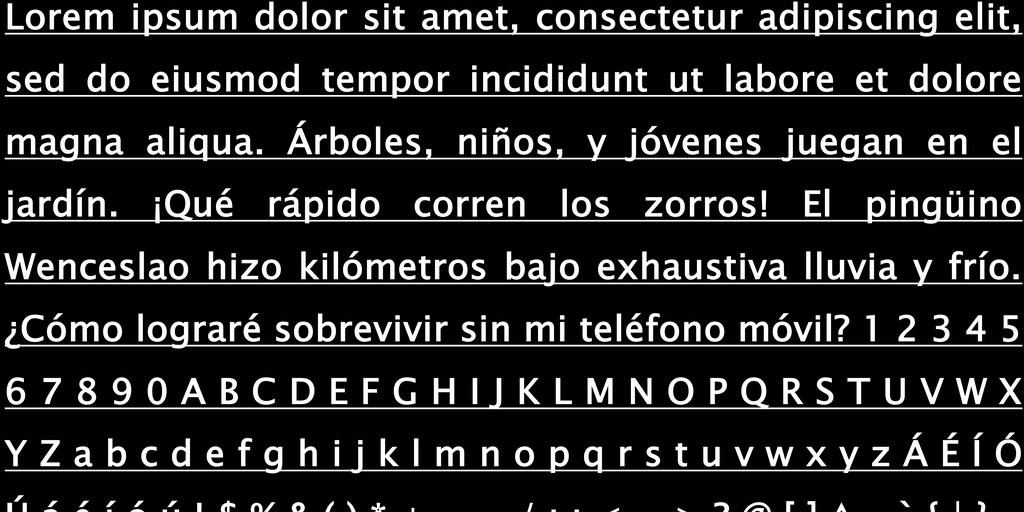 Lorem ipsum dolor sit amet, consectetur adipiscing elit,
sed do eiusmod tempor incididunt ut labore et dolore
magna aliqua. Árboles, niños, y jóvenes juegan en el
jardín. ¡Qué rápido corren los zorros! El pingüino
Wenceslao hizo kilómetros bajo exhaustiva lluvia y frío.
¿Cómo lograré sobrevivir sin mi teléfono móvil? 1 2 3 4 5
6 7 8 9 0 A B C D E F G H I J K L M N O P Q R S T U V W X
Y Z a b c d e f g h i j k l m n o p q r s t u v w x y z Á É Í Ó
Ú á é í ó ú ! $ % & ( ) *